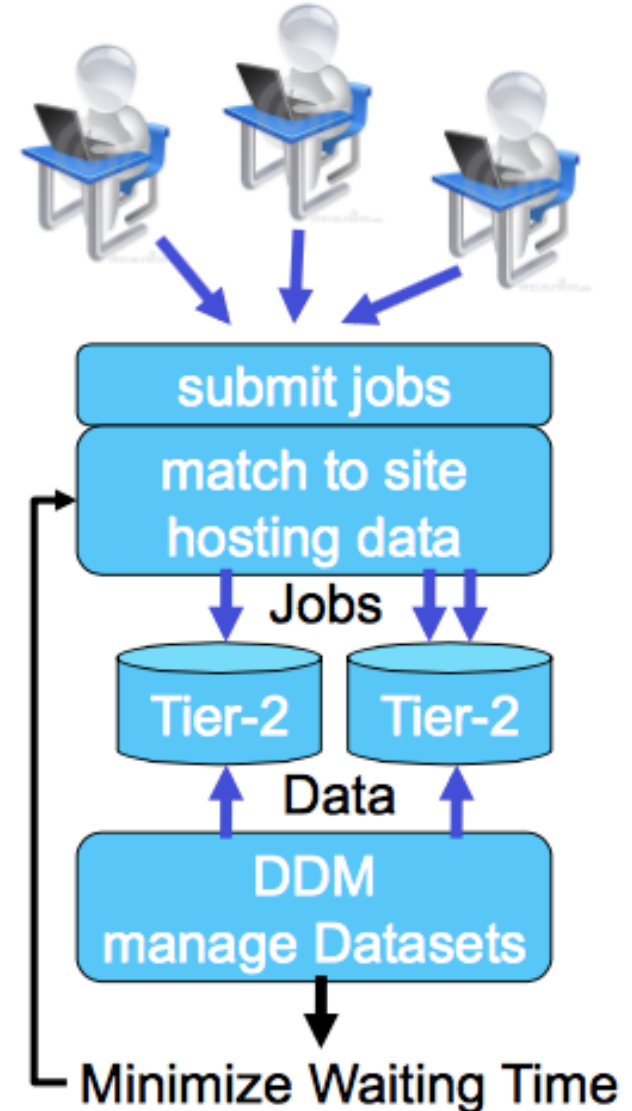 submit jobs
match to site
hosting data
Jobs
Tier-2 Tier-2
Data
DDM
manage Datasets
Minimize Waiting Time